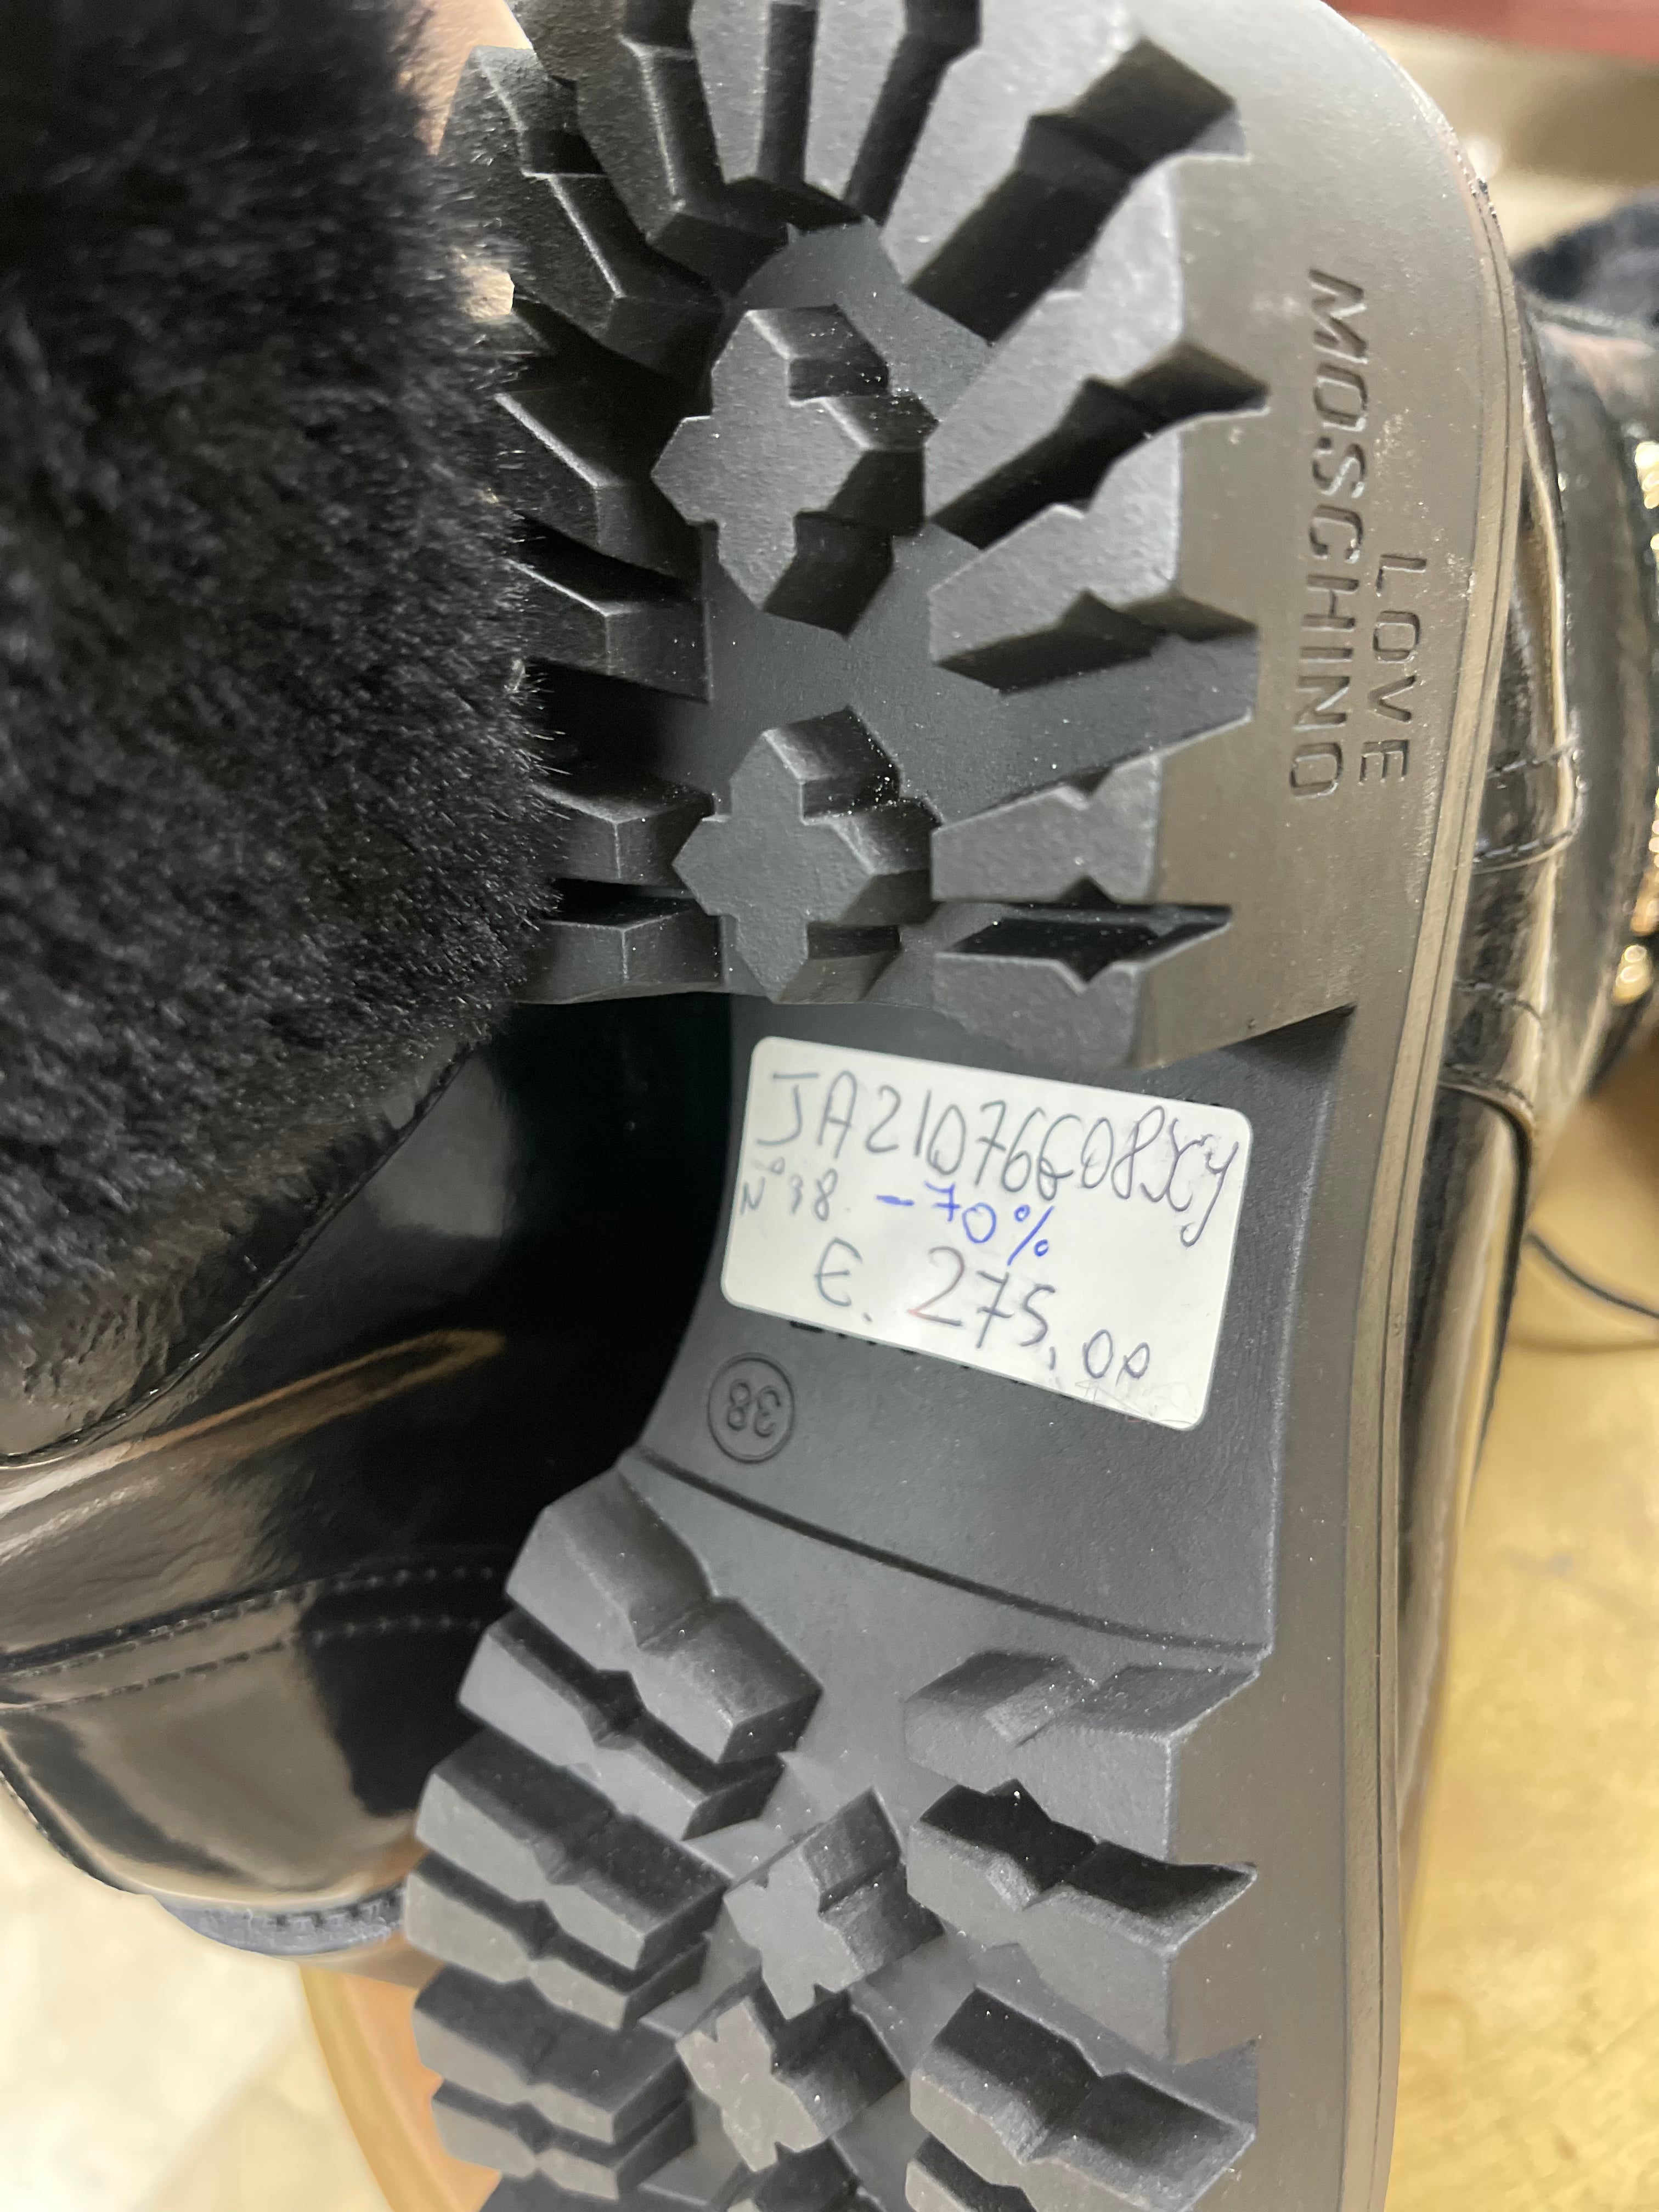 LOVE
MOSCHINO
JA21076G08XY
N° 38 -70%
€. 275,00
38